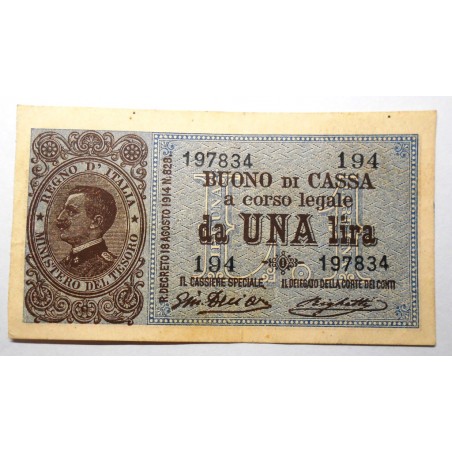 REGNO D'ITALIA
MINISTERO DEL TESORO
R. DECRETO 18 AGOSTO 1914 N. 828.
197834 194
BUONO DI CASSA
a corso legale
da UNA lira
194 197834
IL CASSIERE SPECIALE IL DELEGATO DELLA CORTE DEI CONTI
Righetti